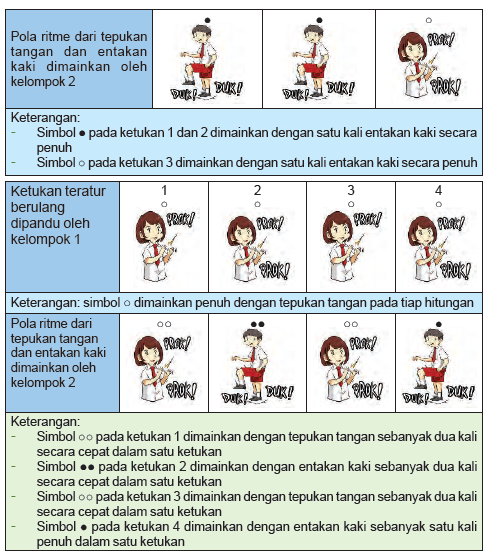 Pola ritme dari tepukan
tangan dan entakan
kaki dimainkan oleh
kelompok 2
● ● ○
DUK! DUK! DUK! DUK! PROK! PROK!
Keterangan:
- Simbol ● pada ketukan 1 dan 2 dimainkan dengan satu kali entakan kaki secara
penuh
- Simbol ○ pada ketukan 3 dimainkan dengan satu kali entakan kaki secara penuh
Ketukan teratur
berulang
dipandu oleh
kelompok 1
1 2 3 4
○ ○ ○ ○
PROK! PROK! PROK! PROK!
PROK! PROK! PROK! PROK!
Keterangan: simbol ○ dimainkan penuh dengan tepukan tangan pada tiap hitungan
Pola ritme dari
tepukan tangan
dan entakan kaki
dimainkan oleh
kelompok 2
○○ ●● ○○ ●
PROK! PROK! DUK! DUK! PROK! PROK! DUK! DUK!
Keterangan:
- Simbol ○○ pada ketukan 1 dimainkan dengan tepukan tangan sebanyak dua kali
secara cepat dalam satu ketukan
- Simbol ●● pada ketukan 2 dimainkan dengan entakan kaki sebanyak dua kali
secara cepat dalam satu ketukan
- Simbol ○○ pada ketukan 3 dimainkan dengan tepukan tangan sebanyak dua kali
secara cepat dalam satu ketukan
- Simbol ● pada ketukan 4 dimainkan dengan entakan kaki sebanyak satu kali
penuh dalam satu ketukan